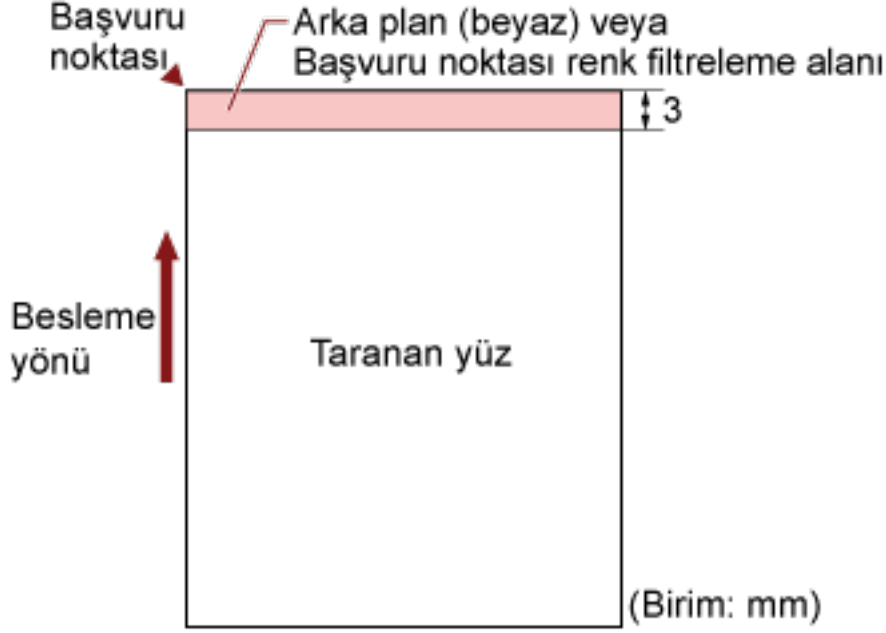 Başvuru
noktası
Arka plan (beyaz) veya
Başvuru noktası renk filtreleme alanı
3
Besleme
yönü
Taranan yüz
(Birim: mm)